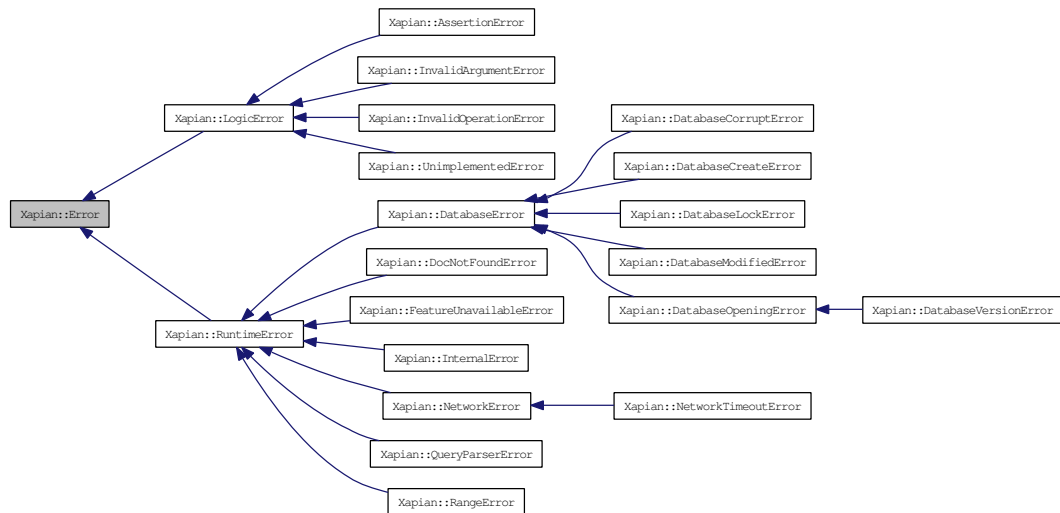 Xapian::AssertionError
Xapian::InvalidArgumentError
Xapian::LogicError
Xapian::InvalidOperationError
Xapian::DatabaseCorruptError
Xapian::UnimplementedError
Xapian::DatabaseCreateError
Xapian::Error
Xapian::DatabaseError
Xapian::DatabaseLockError
Xapian::DocNotFoundError
Xapian::DatabaseModifiedError
Xapian::FeatureUnavailableError
Xapian::DatabaseOpeningError
Xapian::DatabaseVersionError
Xapian::RuntimeError
Xapian::InternalError
Xapian::NetworkError
Xapian::NetworkTimeoutError
Xapian::QueryParserError
Xapian::RangeError